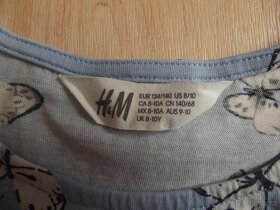 H&M
EUR 134/140 US 8/10
CA 8-10A CN 140/68
MX 8-10A AUS 9-10
UK 8-10Y